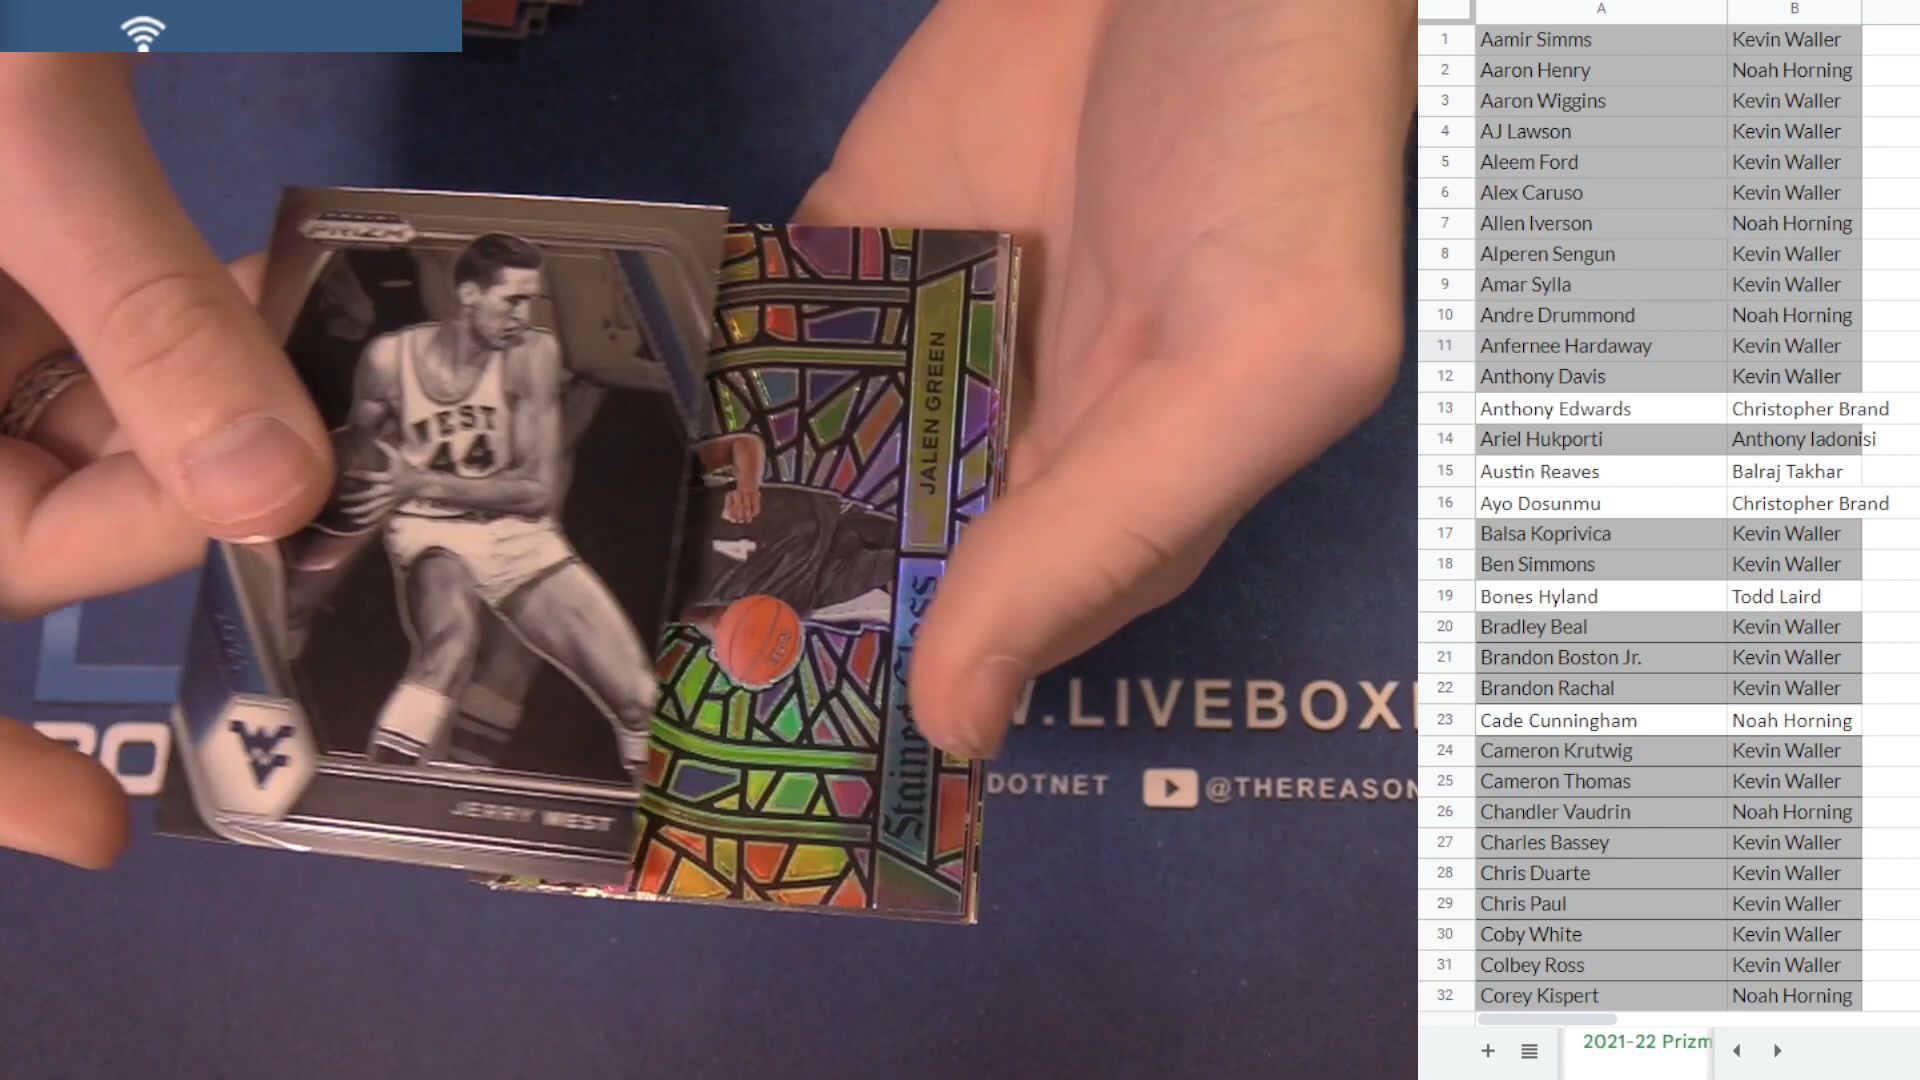 PRIZM
WEST
44
WV
JERRY WEST
JALEN GREEN
Stained Glass
4
W.LIVEBOX
DOTNET
@THEREASON
A B
1 Aamir Simms Kevin Waller
2 Aaron Henry Noah Horning
3 Aaron Wiggins Kevin Waller
4 AJ Lawson Kevin Waller
5 Aleem Ford Kevin Waller
6 Alex Caruso Kevin Waller
7 Allen Iverson Noah Horning
8 Alperen Sengun Kevin Waller
9 Amar Sylla Kevin Waller
10 Andre Drummond Noah Horning
11 Anfernee Hardaway Kevin Waller
12 Anthony Davis Kevin Waller
13 Anthony Edwards Christopher Brand
14 Ariel Hukporti Anthony Iadonisi
15 Austin Reaves Balraj Takhar
16 Ayo Dosunmu Christopher Brand
17 Balsa Koprivica Kevin Waller
18 Ben Simmons Kevin Waller
19 Bones Hyland Todd Laird
20 Bradley Beal Kevin Waller
21 Brandon Boston Jr. Kevin Waller
22 Brandon Rachal Kevin Waller
23 Cade Cunningham Noah Horning
24 Cameron Krutwig Kevin Waller
25 Cameron Thomas Kevin Waller
26 Chandler Vaudrin Noah Horning
27 Charles Bassey Kevin Waller
28 Chris Duarte Kevin Waller
29 Chris Paul Kevin Waller
30 Coby White Kevin Waller
31 Colbey Ross Kevin Waller
32 Corey Kispert Noah Horning
2021-22 Prizm